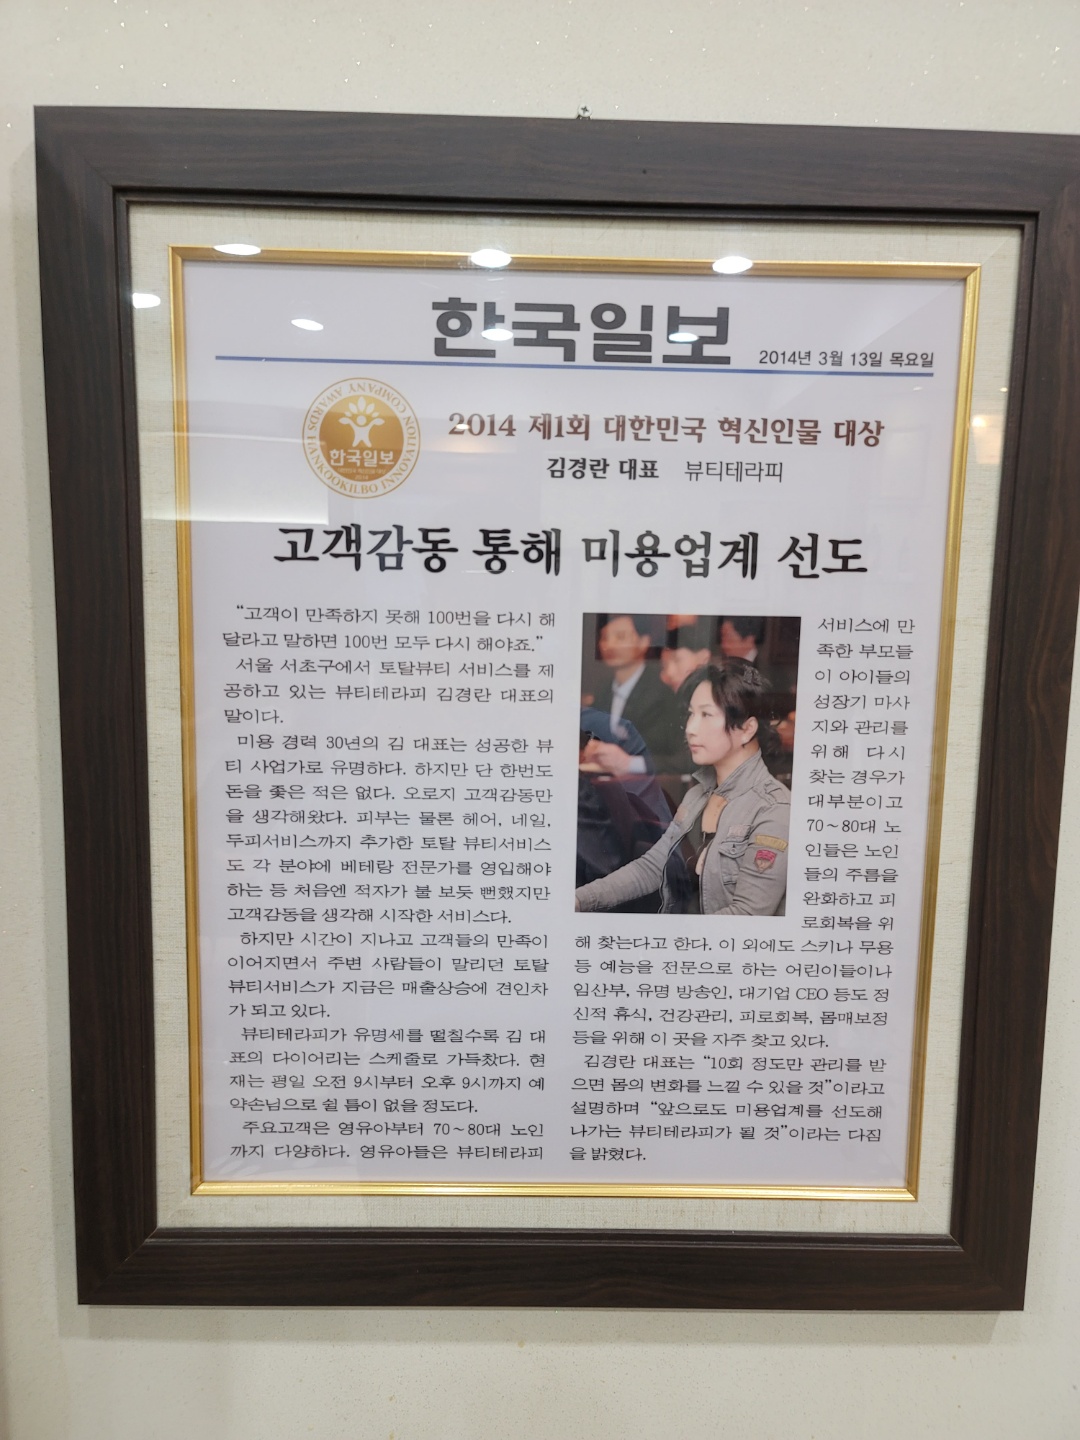 한국일보
2014년 3월 13일 목요일
HANKOOKILBO INNOVATION COMPANY AWARDS
한국일보
2014 제1회 대한민국 혁신인물 대상
김경란 대표 뷰티테라피
고객감동 통해 미용업계 선도
“고객이 만족하지 못해 100번을 다시 해
달라고 말하면 100번 모두 다시 해야죠.”
서울 서초구에서 토탈뷰티 서비스를 제
공하고 있는 뷰티테라피 김경란 대표의
말이다.
미용 경력 30년의 김 대표는 성공한 뷰
티 사업가로 유명하다. 하지만 단 한번도
돈을 좇은 적은 없다. 오로지 고객감동만
을 생각해왔다. 피부는 물론 헤어, 네일,
두피서비스까지 추가한 토탈 뷰티서비스
도 각 분야에 베테랑 전문가를 영입해야
하는 등 처음엔 적자가 불 보듯 뻔했지만
고객감동을 생각해 시작한 서비스다.
하지만 시간이 지나고 고객들의 만족이
이어지면서 주변 사람들이 말리던 토탈
뷰티서비스가 지금은 매출상승에 견인차
가 되고 있다.
뷰티테라피가 유명세를 떨칠수록 김 대
표의 다이어리는 스케줄로 가득찼다. 현
재는 평일 오전 9시부터 오후 9시까지 예
약손님으로 쉴 틈이 없을 정도다.
주요고객은 영유아부터 70~80대 노인
까지 다양하다. 영유아들은 뷰티테라피
서비스에 만
족한 부모들
이 아이들의
성장기 마사
지와 관리를
위해 다시
찾는 경우가
대부분이고
70~80대 노
인들은 노인
들의 주름을
완화하고 피
로회복을 위
해 찾는다고 한다. 이 외에도 스키나 무용
등 예능을 전문으로 하는 어린이들이나
임산부, 유명 방송인, 대기업 CEO 등도 정
신적 휴식, 건강관리, 피로회복, 몸매보정
등을 위해 이 곳을 자주 찾고 있다.
김경란 대표는 “10회 정도만 관리를 받
으면 몸의 변화를 느낄 수 있을 것”이라고
설명하며 “앞으로도 미용업계를 선도해
나가는 뷰티테라피가 될 것”이라는 다짐
을 밝혔다.